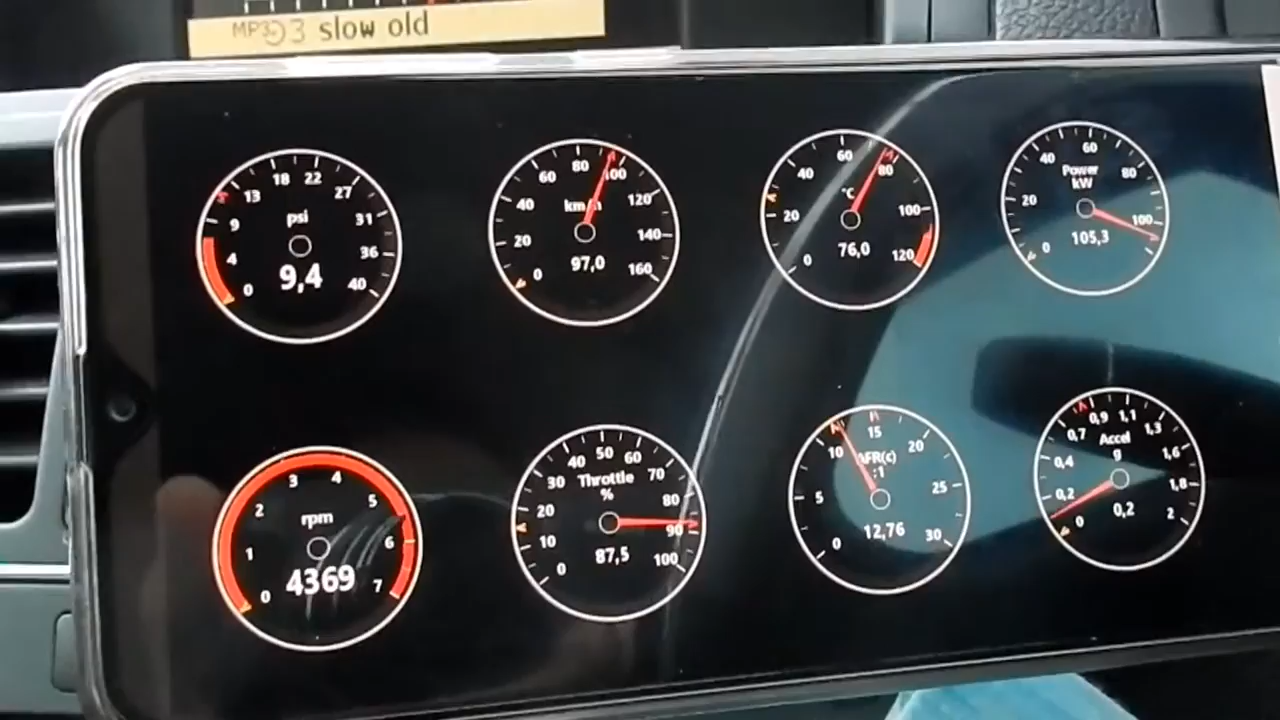 MP3 3 slow old
0 4 9 13 18 22 27 31 36 40
psi
9,4
0 20 40 60 80 100 120 140 160
km/h
97,0
0 20 40 60 80 100 120
°C
76,0
0 20 40 60 80 100
Power
kW
105,3
0 1 2 3 4 5 6 7
rpm
4369
0 10 20 30 40 50 60 70 80 90 100
Throttle
%
87,5
0 5 10 15 20 25 30
AFR(c)
:1
12,76
0 0,2 0,4 0,7 0,9 1,1 1,3 1,6 1,8 2
Accel
g
0,2